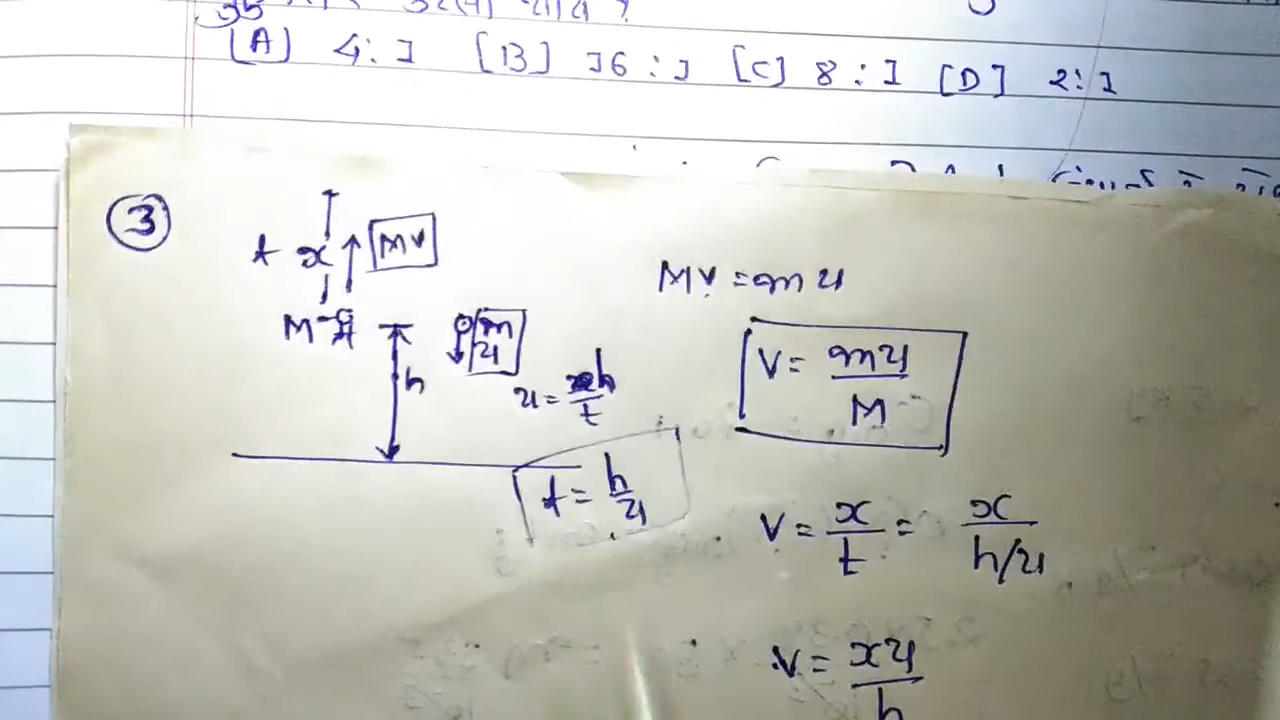 [A] 4:1 [B] 16:1 [C] 8:1 [D] 2:1
3
t x Mv
M
h
m
u
Mv = mu
u = h/t
v = mu/M
t = h/u
v = x/t = x/h/u
v = xu/h